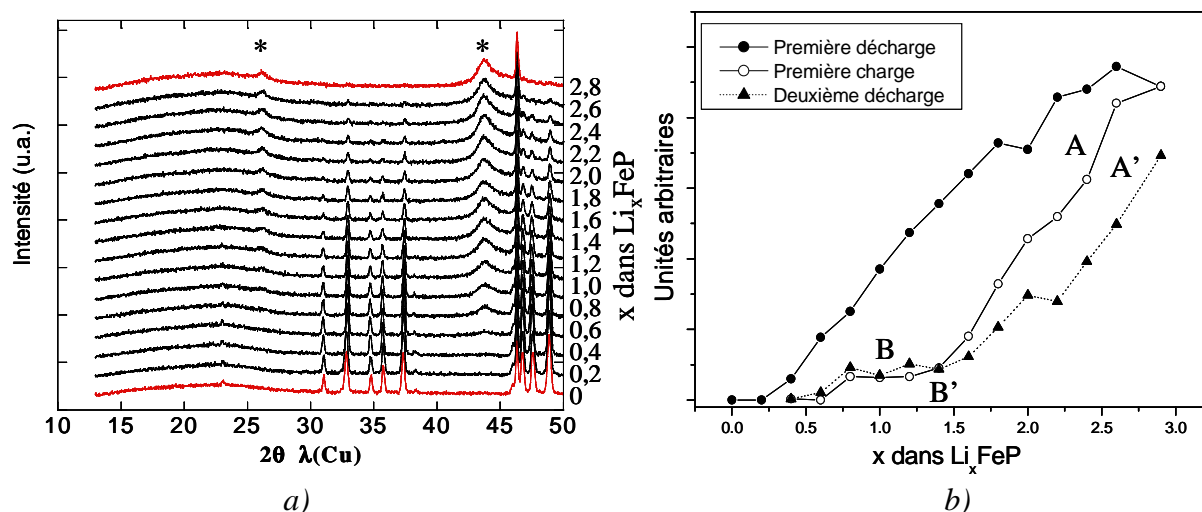 Intensité (u.a.)
*
*
2,8
2,6
2,4
2,2
2,0
1,8
1,6
1,4
1,2
1,0
0,8
0,6
0,4
0,2
0
x dans LixFeP
10 15 20 25 30 35 40 45 50
2θ λ(Cu)
a)
Unités arbitraires
Première décharge
Première charge
Deuxième décharge
A
A’
B
B’
0.0 0.5 1.0 1.5 2.0 2.5 3.0
x dans LixFeP
b)